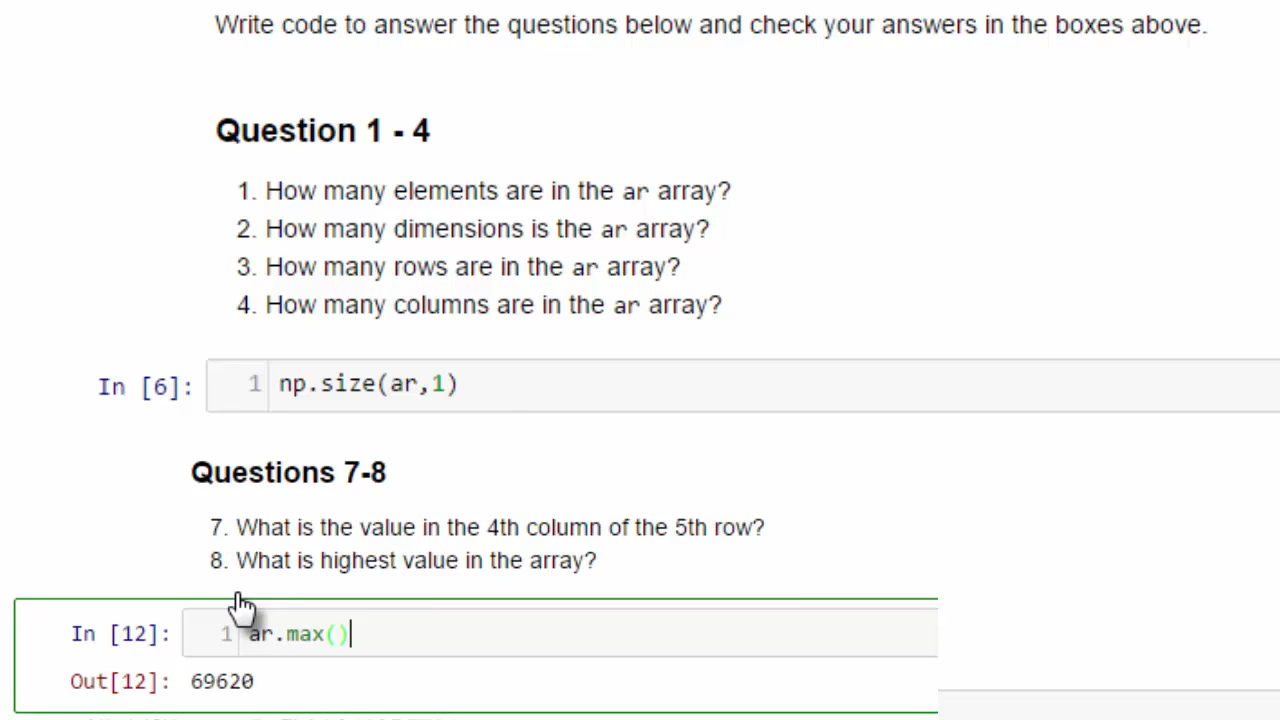 Write code to answer the questions below and check your answers in the boxes above.
Question 1 - 4
1. How many elements are in the ar array?
2. How many dimensions is the ar array?
3. How many rows are in the ar array?
4. How many columns are in the ar array?
In [6]: 1 np.size(ar,1)
Questions 7-8
7. What is the value in the 4th column of the 5th row?
8. What is highest value in the array?
In [12]: 1 ar.max()
Out[12]: 69620